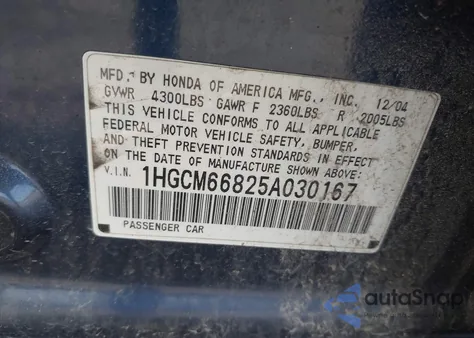 MFD. BY HONDA OF AMERICA MFG., INC. 12/04
GVWR 4300LBS GAWR F 2360LBS R 2005LBS
THIS VEHICLE CONFORMS TO ALL APPLICABLE
FEDERAL MOTOR VEHICLE SAFETY, BUMPER,
AND THEFT PREVENTION STANDARDS IN EFFECT
ON THE DATE OF MANUFACTURE SHOWN ABOVE.
V.I.N. 1HGCM66825A030167
PASSENGER CAR
autoSnap